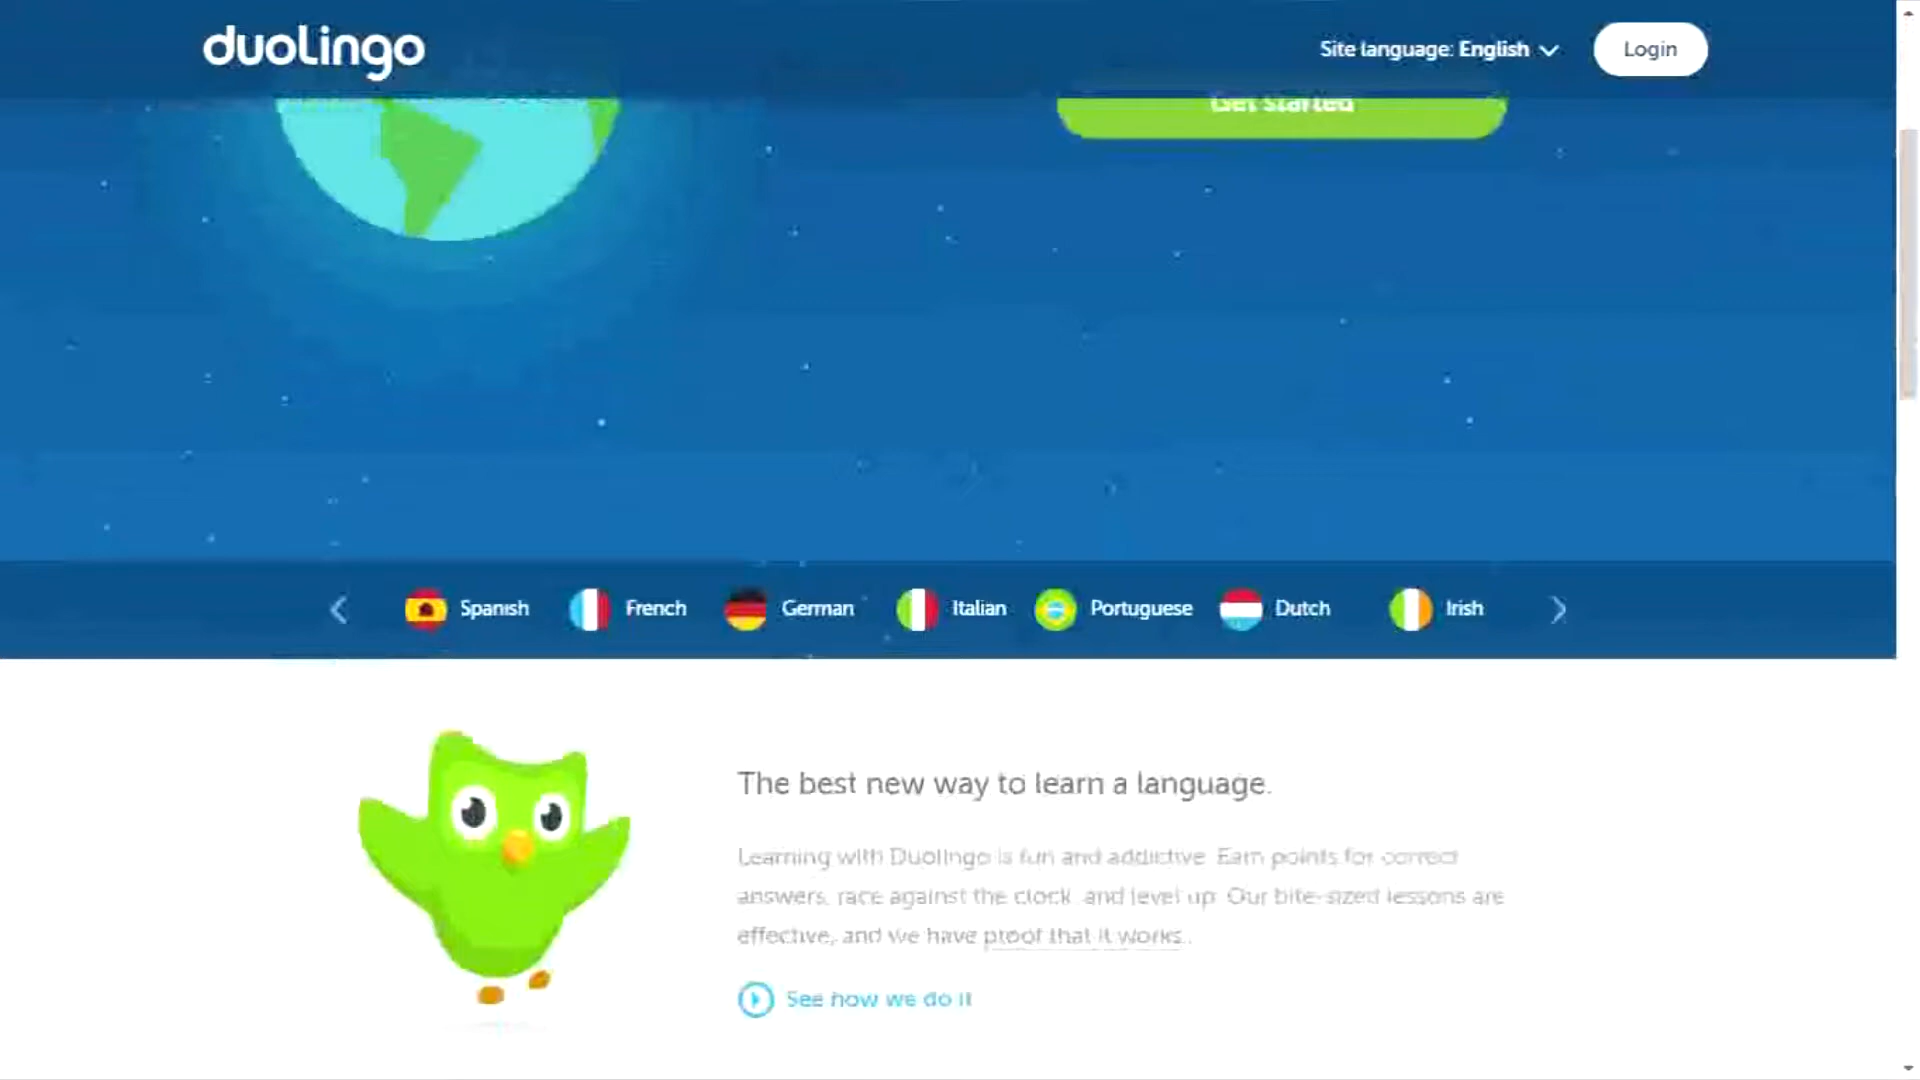 duolingo
Site language: English
Login
Get started
Spanish
French
German
Italian
Portuguese
Dutch
Irish
The best new way to learn a language.
Learning with Duolingo is fun and addictive. Earn points for correct
answers, race against the clock, and level up. Our bite-sized lessons are
effective, and we have proof that it works.
See how we do it